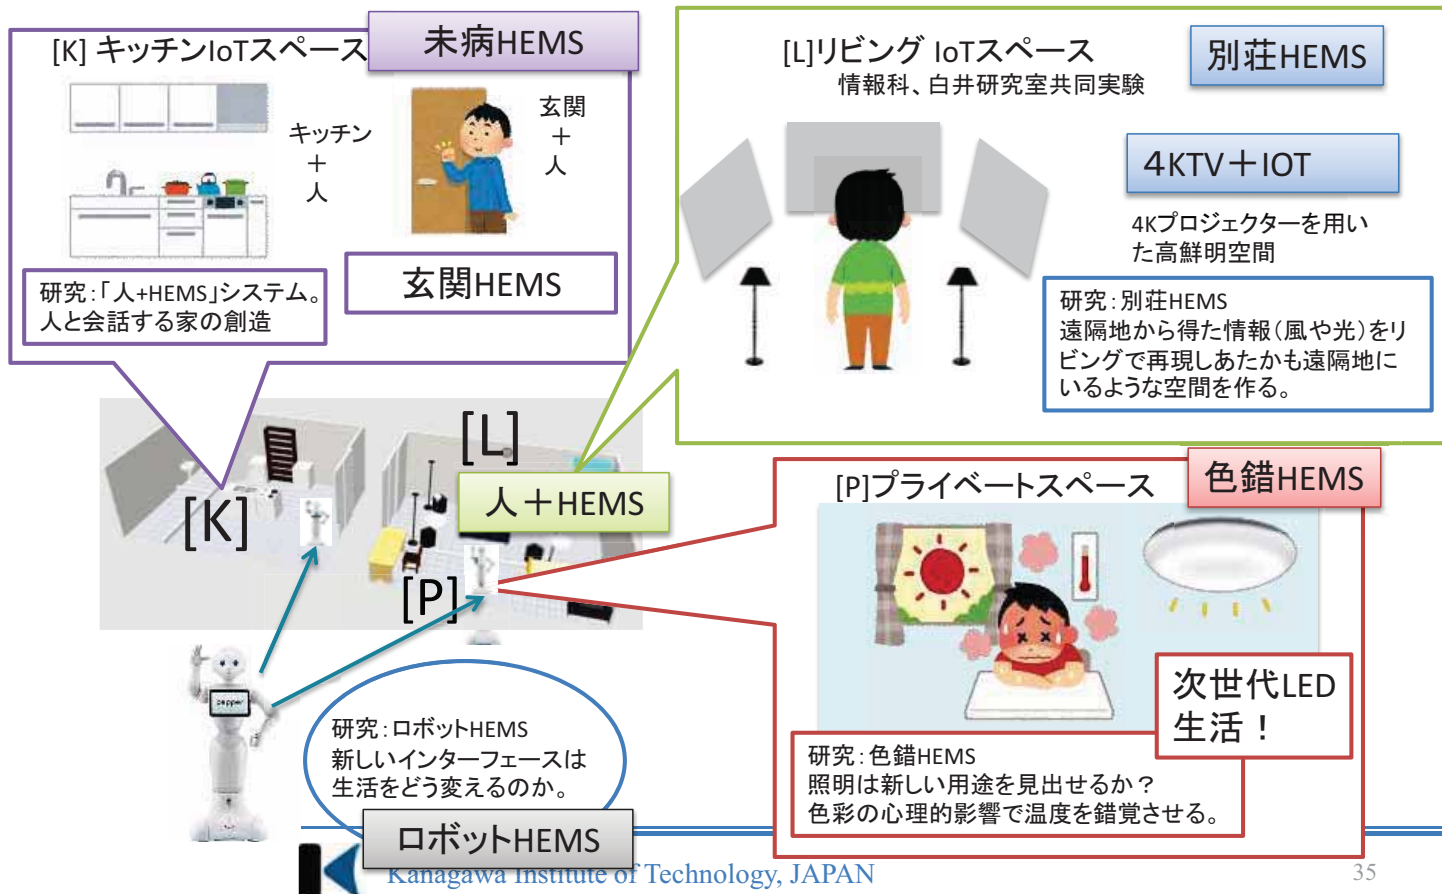 [K] キッチンIoTスペース
未病HEMS
キッチン
+
人
玄関
+
人
研究：「人+HEMS」システム。
人と会話する家の創造
玄関HEMS
[L]リビング IoTスペース
情報科、白井研究室共同実験
別荘HEMS
４KTV＋IOT
4Kプロジェクターを用い
た高鮮明空間
研究：別荘HEMS
遠隔地から得た情報（風や光）をリ
ビングで再現しあたかも遠隔地に
いるような空間を作る。
[K]
[L]
人＋HEMS
[P]
[P]プライベートスペース
色錯HEMS
次世代LED
生活！
研究：色錯HEMS
照明は新しい用途を見出せるか？
色彩の心理的影響で温度を錯覚させる。
pepper
研究：ロボットHEMS
新しいインターフェースは
生活をどう変えるのか。
ロボットHEMS
Kanagawa Institute of Technology, JAPAN
35